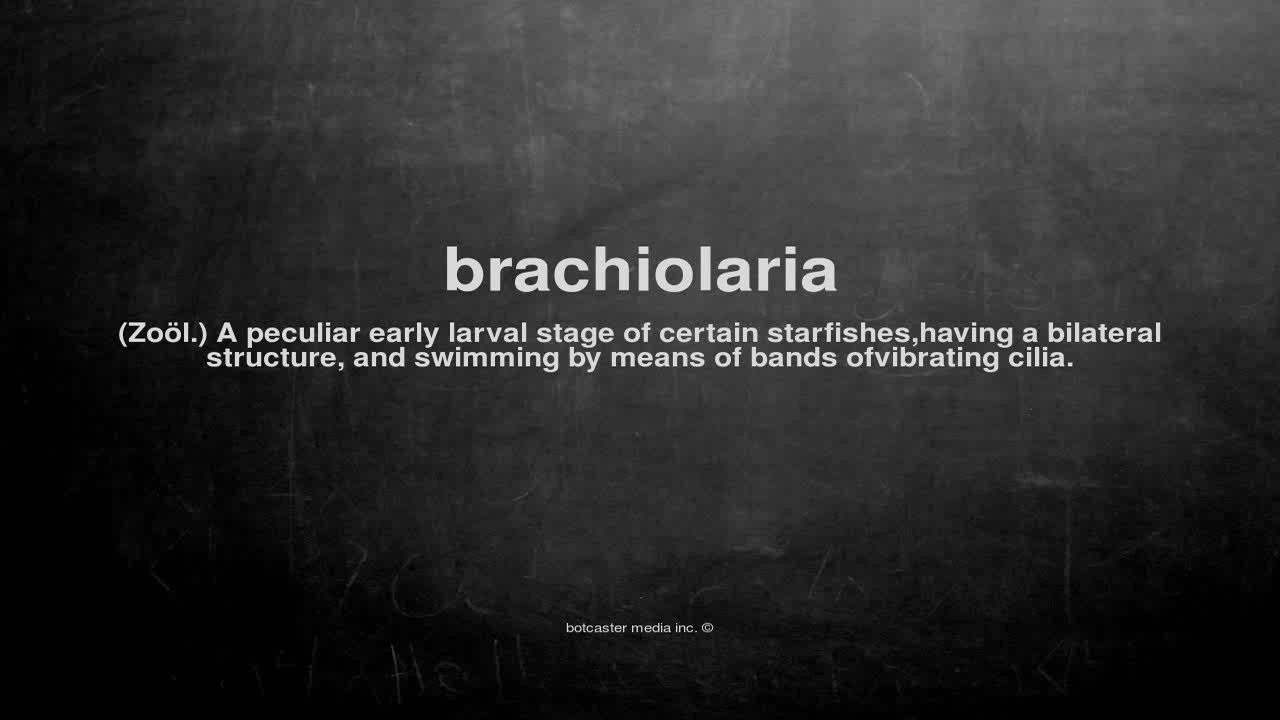 brachiolaria
(Zoöl.) A peculiar early larval stage of certain starfishes,having a bilateral
structure, and swimming by means of bands ofvibrating cilia.
botcaster media inc. ©